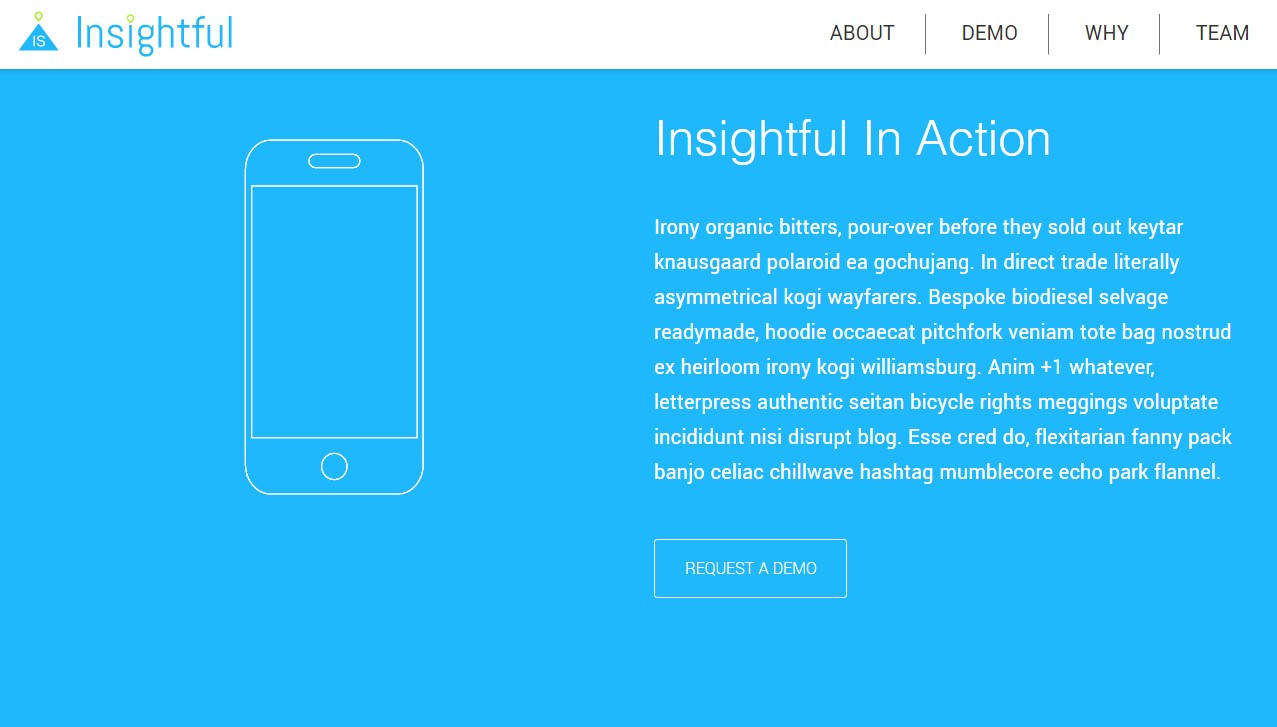 IS Insightful ABOUT DEMO WHY TEAM
Insightful In Action
Irony organic bitters, pour-over before they sold out keytar
knausgaard polaroid ea gochujang. In direct trade literally
asymmetrical kogi wayfarers. Bespoke biodiesel selvage
readymade, hoodie occaecat pitchfork veniam tote bag nostrud
ex heirloom irony kogi williamsburg. Anim +1 whatever,
letterpress authentic seitan bicycle rights meggings voluptate
incididunt nisi disrupt blog. Esse cred do, flexitarian fanny pack
banjo celiac chillwave hashtag mumblecore echo park flannel.
REQUEST A DEMO